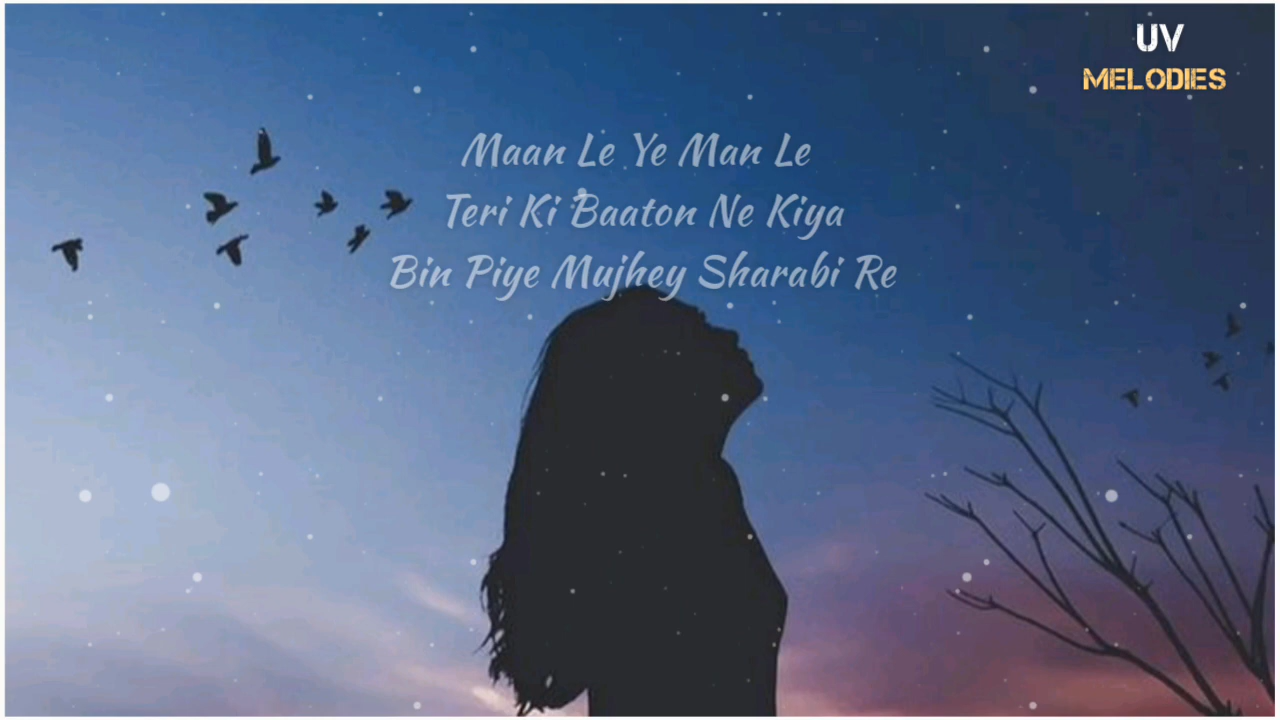 UV
MELODIES
Maan Le Ye Man Le
Teri Ki Baaton Ne Kiya
Bin Piye Mujhey Sharabi Re